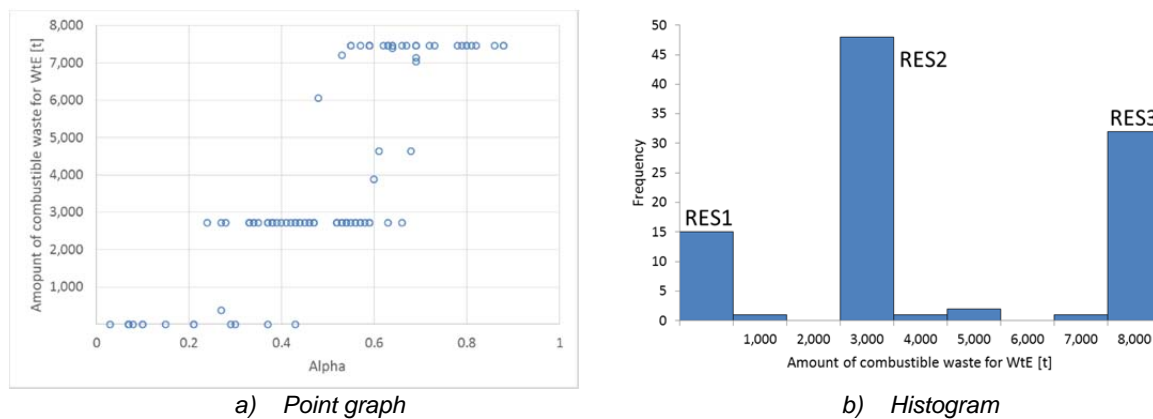 8,000
7,000
6,000
5,000
4,000
3,000
2,000
1,000
0
0.2
0.4
0.6
0.8
1
Amopunt of combustible waste for WtE [t]
Alpha
a) Point graph
50
45
40
35
30
25
20
15
10
5
0
Frequency
RES1
RES2
RES3
1,000 2,000 3,000 4,000 5,000 6,000 7,000 8,000
Amount of combustible waste for WtE [t]
b) Histogram